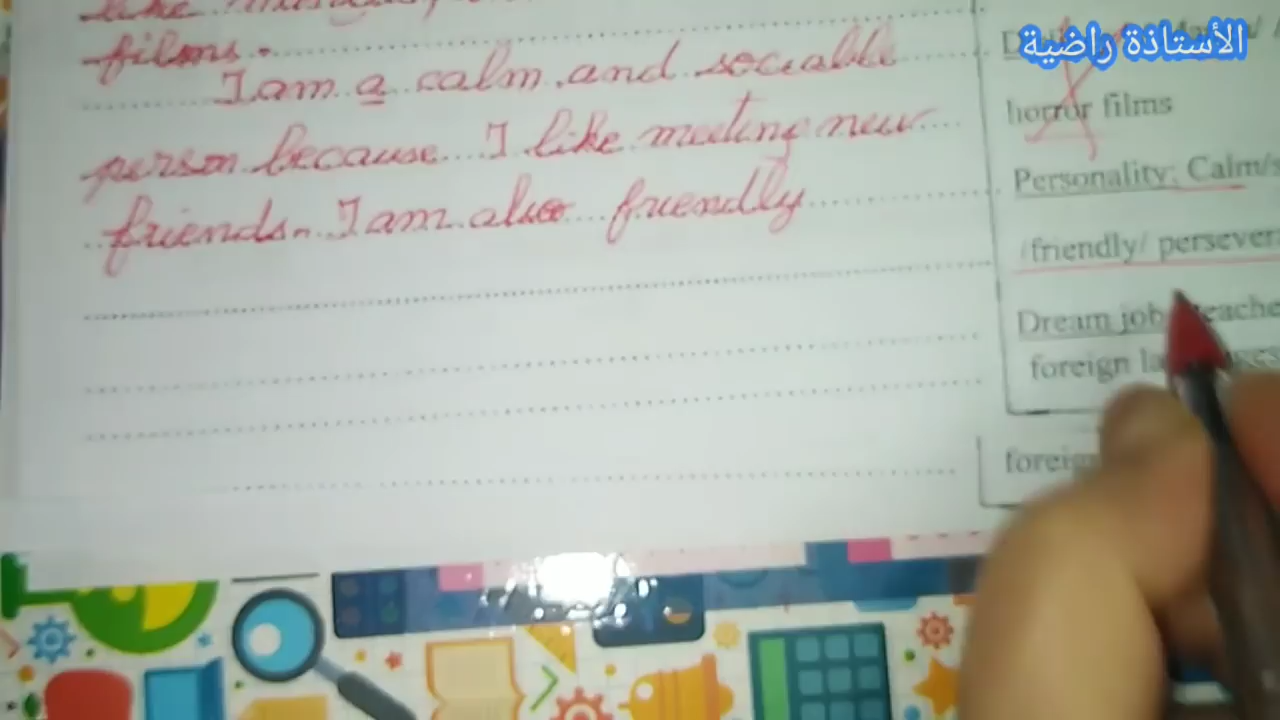 like
films.
I am a calm and sociable
person because I like meeting new
friends. I am also friendly
الأستاذة راضية
horror films
Personality: Calm/s
/friendly/ persever
Dream job
foreign